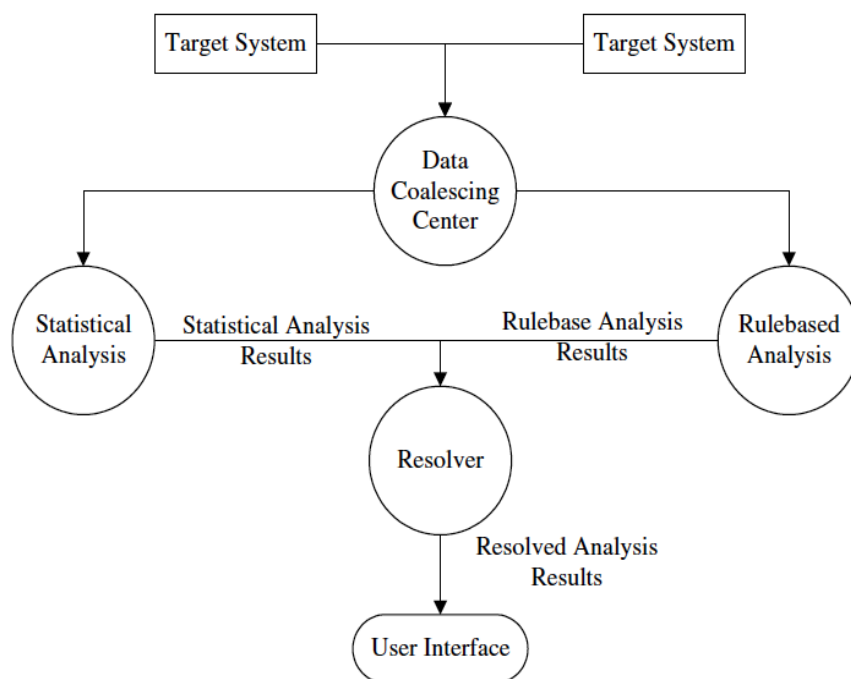 Target System
Target System
Data
Coalescing
Center
Statistical
Analysis
Statistical Analysis
Results
Rulebase Analysis
Results
Rulebased
Analysis
Resolver
Resolved Analysis
Results
User Interface